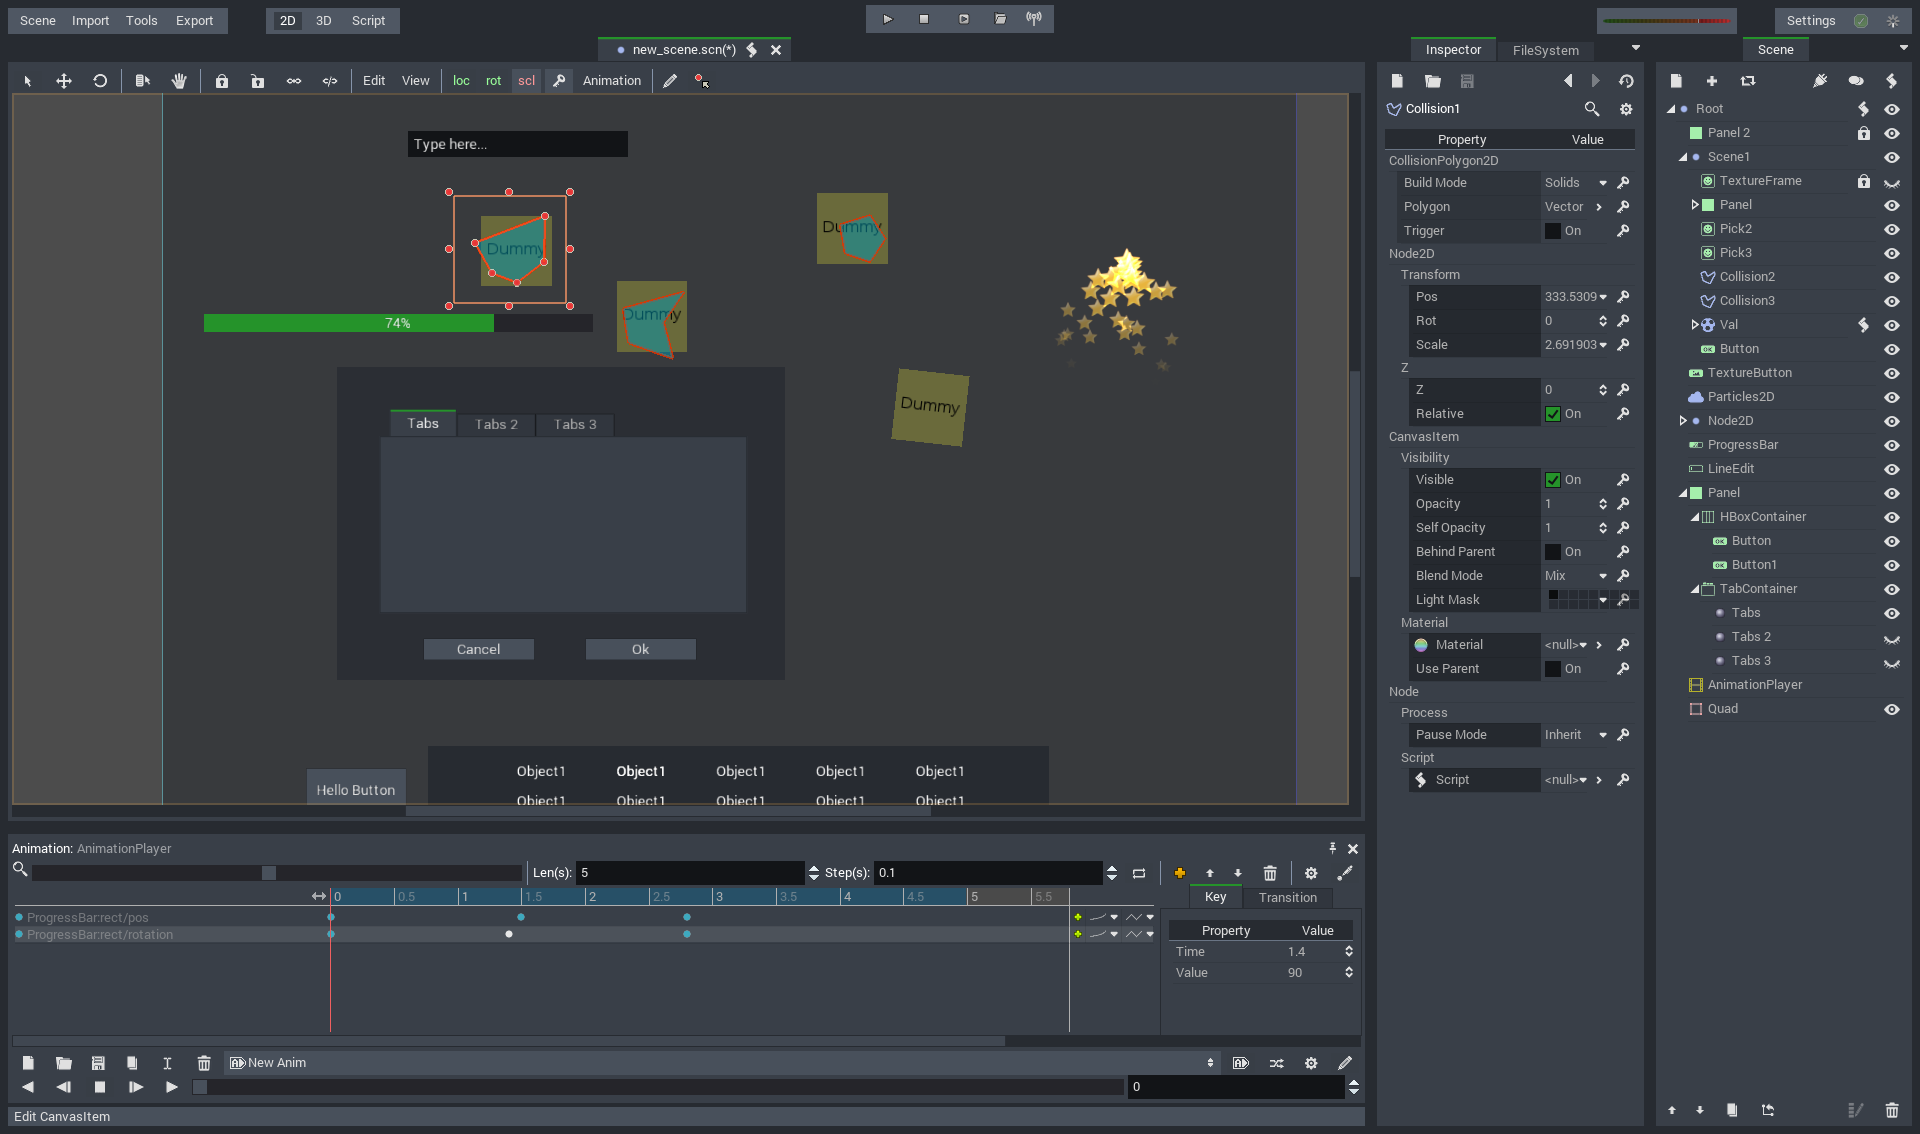 Scene Import Tools Export 2D 3D Script Settings
new_scene.scn(*) Inspector FileSystem Scene
Edit View loc rot scl Animation
Type here...
Dummy
Dummy
Dummy
Dummy
74%
Tabs Tabs 2 Tabs 3
Cancel Ok
Hello Button
Object1 Object1 Object1 Object1 Object1
Object1 Object1 Object1 Object1 Object1
Animation: AnimationPlayer
Len(s): 5 Step(s): 0.1
0 0.5 1 1.5 2 2.5 3 3.5 4 4.5 5 5.5
ProgressBar:rect/pos
ProgressBar:rect/rotation
Key Transition
Property Value
Time 1.4
Value 90
New Anim
0
Edit CanvasItem
Collision1
Property Value
CollisionPolygon2D
Build Mode Solids
Polygon Vector
Trigger On
Node2D
Transform
Pos 333.5309
Rot 0
Scale 2.691903
Z
Z 0
Relative On
CanvasItem
Visibility
Visible On
Opacity 1
Self Opacity 1
Behind Parent On
Blend Mode Mix
Light Mask
Material
Material <null>
Use Parent On
Node
Process
Pause Mode Inherit
Script
Script <null>
Root
Panel 2
Scene1
TextureFrame
Panel
Pick2
Pick3
Collision2
Collision3
Val
OK Button
TextureButton
Particles2D
Node2D
ProgressBar
LineEdit
Panel
HBoxContainer
OK Button
OK Button1
TabContainer
Tabs
Tabs 2
Tabs 3
AnimationPlayer
Quad